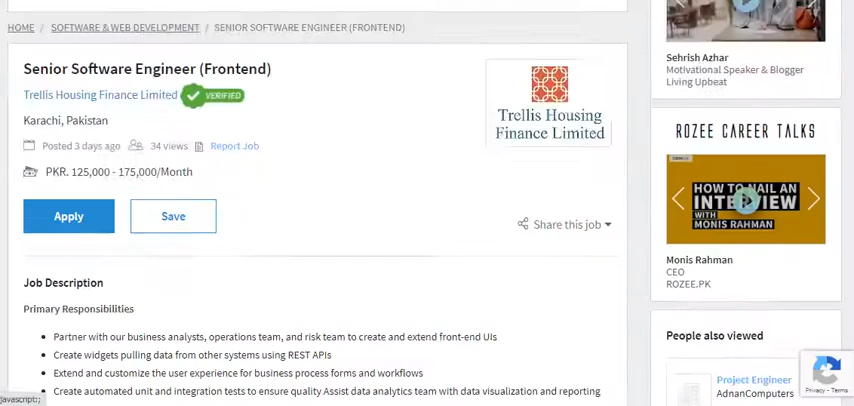 HOME / SOFTWARE & WEB DEVELOPMENT / SENIOR SOFTWARE ENGINEER (FRONTEND)
Senior Software Engineer (Frontend)
Trellis Housing Finance Limited VERIFIED
Karachi, Pakistan
Posted 3 days ago 34 views Report Job
PKR. 125,000 - 175,000/Month
Apply Save
Share this job
Trellis Housing
Finance Limited
Job Description
Primary Responsibilities
• Partner with our business analysts, operations team, and risk team to create and extend front-end UIs
• Create widgets pulling data from other systems using REST APIs
• Extend and customize the user experience for business process forms and workflows
• Create automated unit and integration tests to ensure quality Assist data analytics team with data visualization and reporting
javascript:;
Sehrish Azhar
Motivational Speaker & Blogger
Living Upbeat
ROZEE CAREER TALKS
HOW TO NAIL AN
INTERVIEW
WITH
MONIS RAHMAN
Monis Rahman
CEO
ROZEE.PK
People also viewed
Project Engineer
AdnanComputers
Privacy - Terms